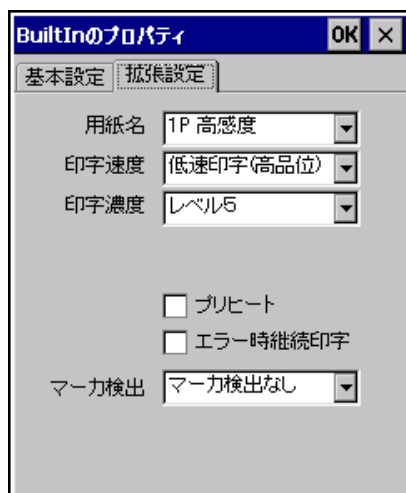 BuiltInのプロパティ OK ×
基本設定 拡張設定
用紙名 1P 高感度
印字速度 低速印字(高品位)
印字濃度 レベル5
プリヒート
エラー時継続印字
マーカ検出 マーカ検出なし